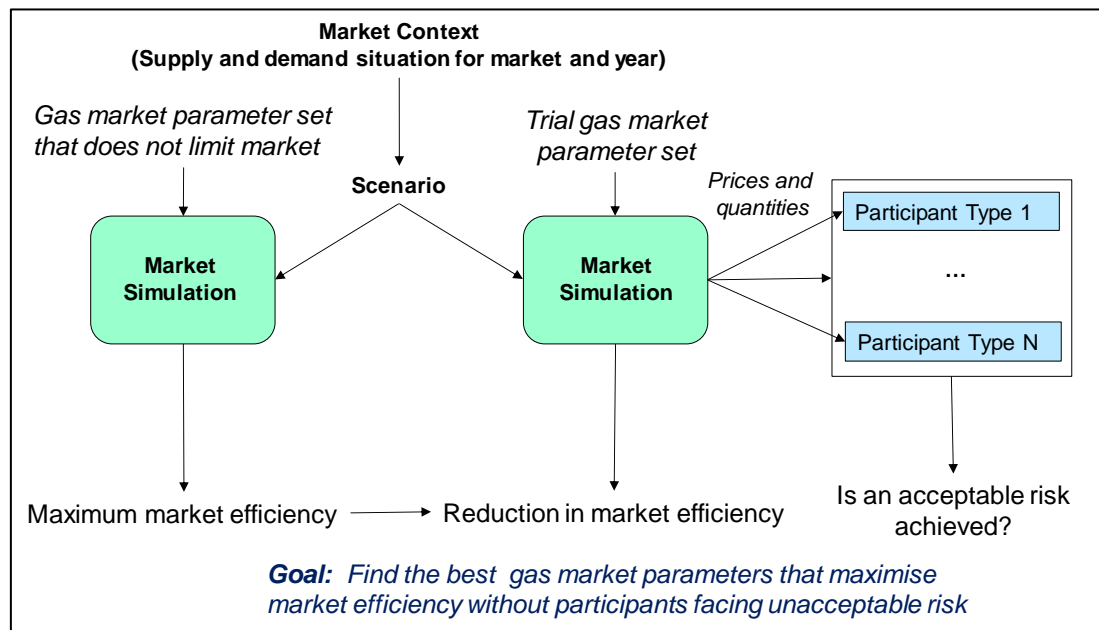 Market Context
(Supply and demand situation for market and year)
Gas market parameter set
that does not limit market
Trial gas market
parameter set
Scenario
Prices and
quantities
Participant Type 1
Market
Simulation
Market
Simulation
...
Participant Type N
Maximum market efficiency
Reduction in market efficiency
Is an acceptable risk
achieved?
Goal: Find the best gas market parameters that maximise
market efficiency without participants facing unacceptable risk